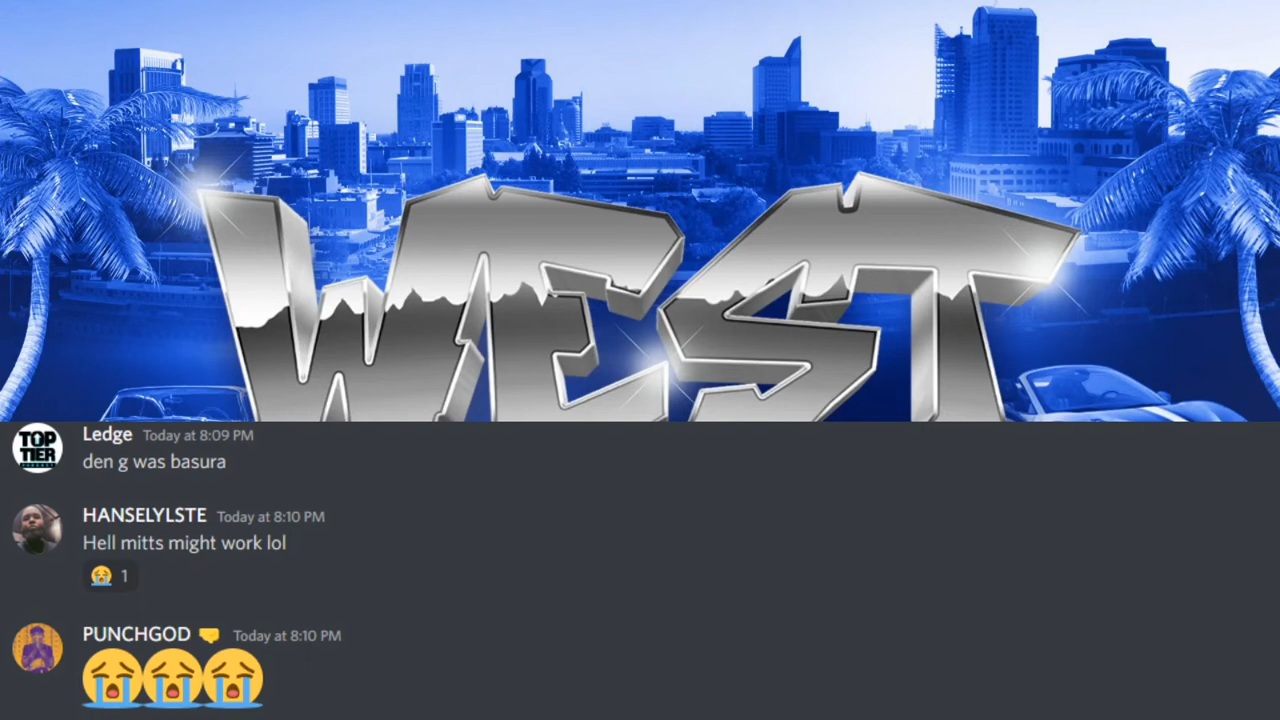 WEST
TOP
TIER
Ledge Today at 8:09 PM
den g was basura
HANSELYLSTE Today at 8:10 PM
Hell mitts might work lol
😭 1
PUNCHGOD 🤜 Today at 8:10 PM
😭😭😭